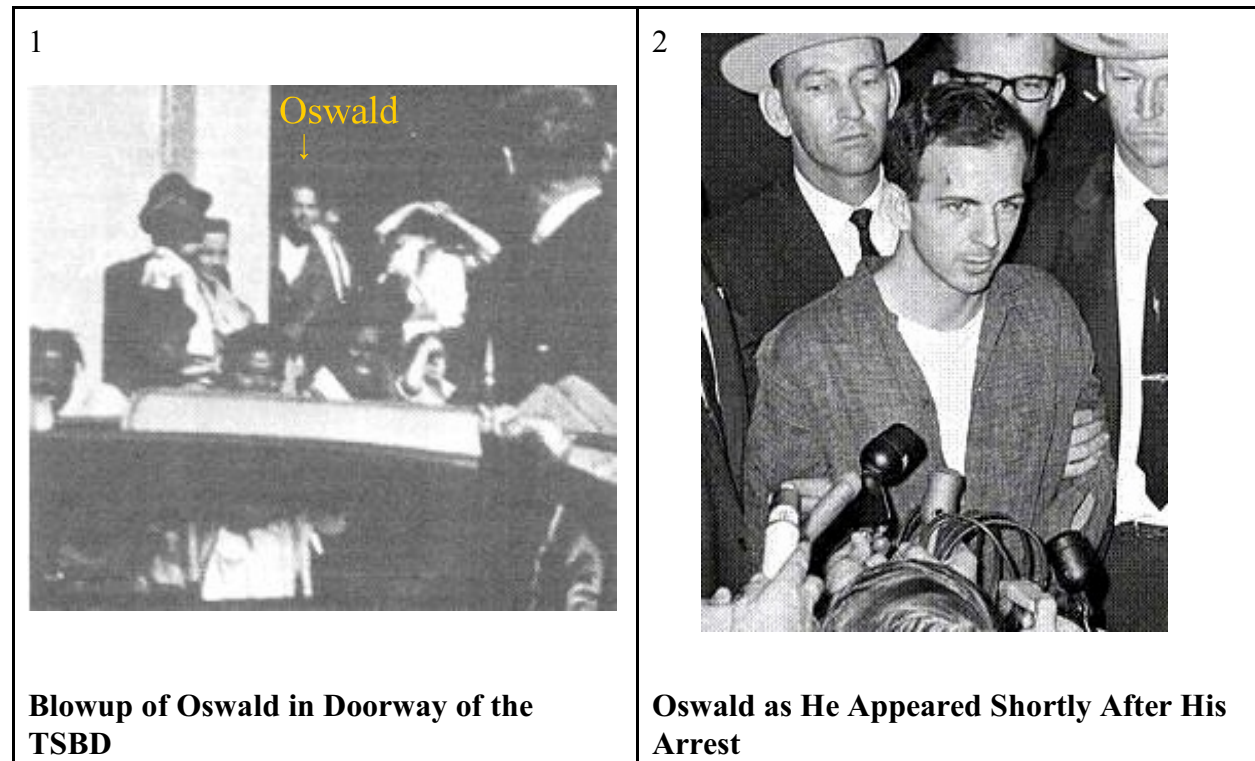 1
Oswald
↓
Blowup of Oswald in Doorway of the
TSBD
2
Oswald as He Appeared Shortly After His
Arrest